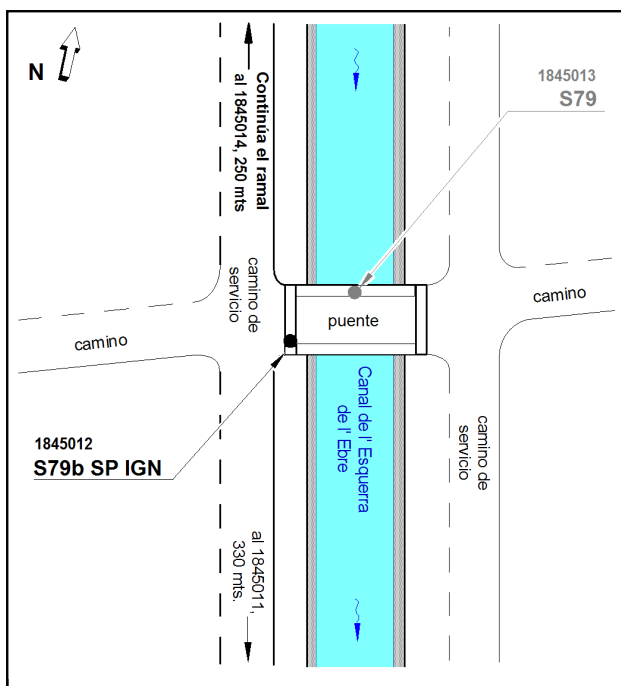 N
Continúa el ramal
al 1845014, 250 mts
1845013
S79
camino de
servicio
camino
puente
camino
1845012
S79b SP IGN
Canal de l' Esquerra
de l' Ebre
camino de
servicio
al 1845011,
330 mts.